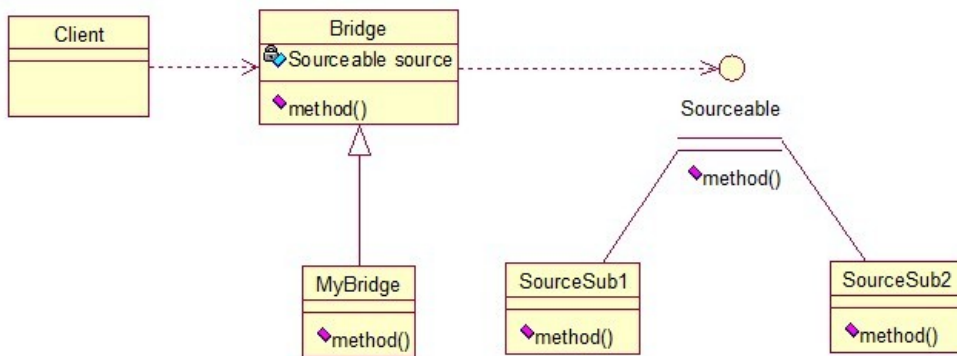 Client
Bridge
Sourceable source
method()
Sourceable
method()
MyBridge
method()
SourceSub1
method()
SourceSub2
method()